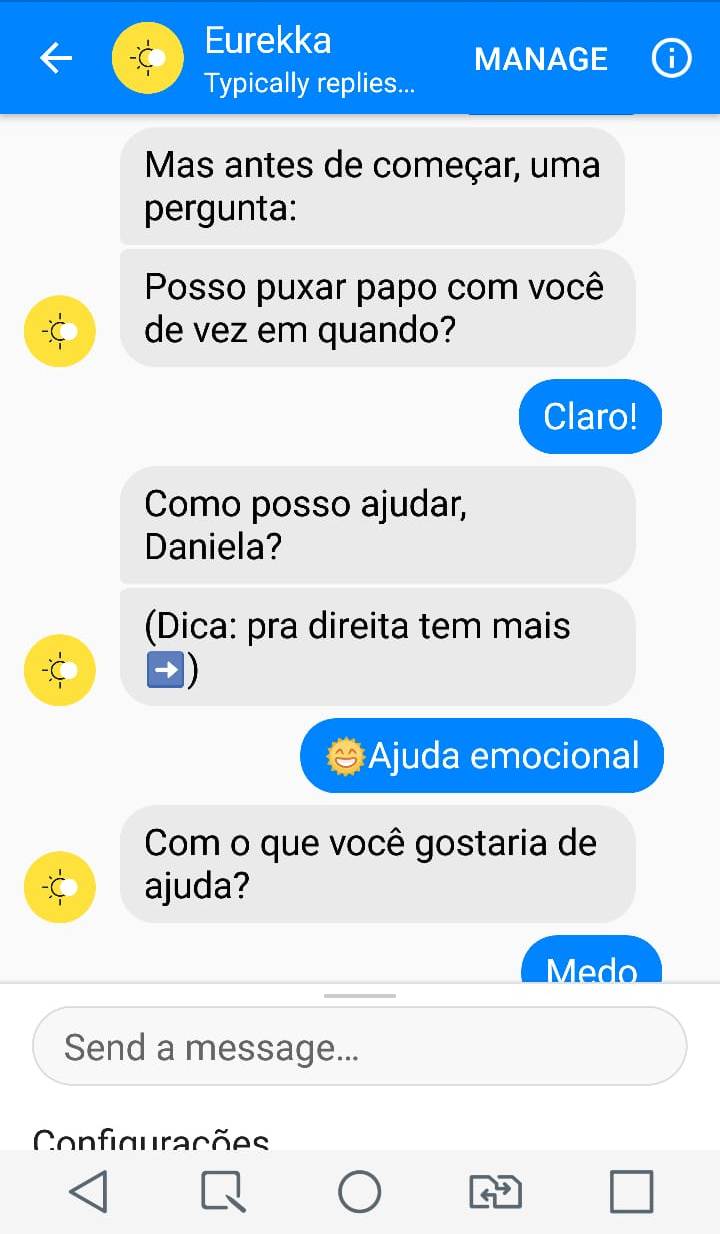 Eurekka
MANAGE
Typically replies...
Mas antes de começar, uma
pergunta:
Posso puxar papo com você
de vez em quando?
Claro!
Como posso ajudar,
Daniela?
(Dica: pra direita tem mais
➡️)
🌞Ajuda emocional
Com o que você gostaria de
ajuda?
Medo
Send a message...
Configurações